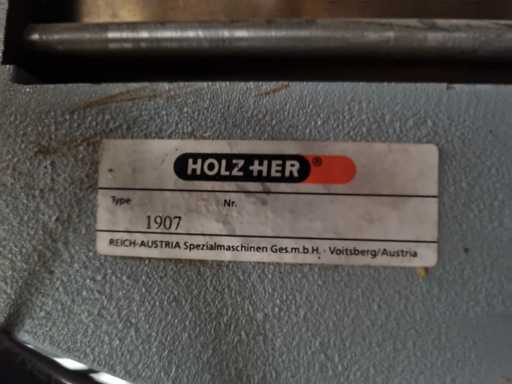 HOLZ-HER®
Type Nr.
1907
REICH-AUSTRIA Spezialmaschinen Ges.m.b.H. · Voitsberg/Austria